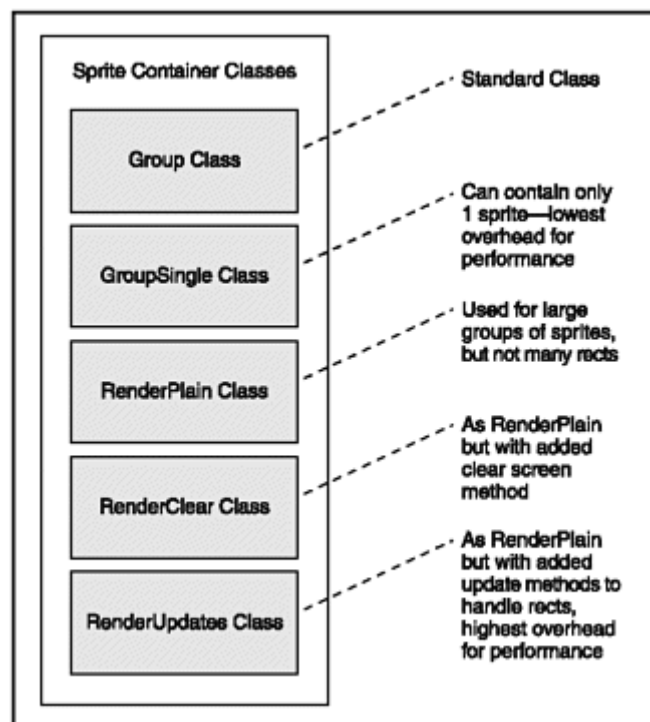 Sprite Container Classes
Group Class
Standard Class
GroupSingle Class
Can contain only
1 sprite—lowest
overhead for
performance
RenderPlain Class
Used for large
groups of sprites,
but not many rects
RenderClear Class
As RenderPlain
but with added
clear screen
method
RenderUpdates Class
As RenderPlain
but with added
update methods to
handle rects,
highest overhead
for performance